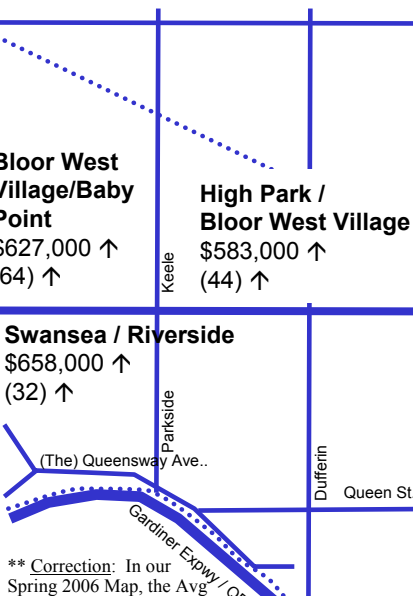 Bloor West
Village/Baby
Point
$627,000 ↑
(64) ↑
Keele
High Park /
Bloor West Village
$583,000 ↑
(44) ↑
Swansea / Riverside
$658,000 ↑
(32) ↑
Parkside
(The) Queensway Ave..
Dufferin
Queen St.
Gardiner Expwy /
** Correction: In our
Spring 2006 Map, the Avg